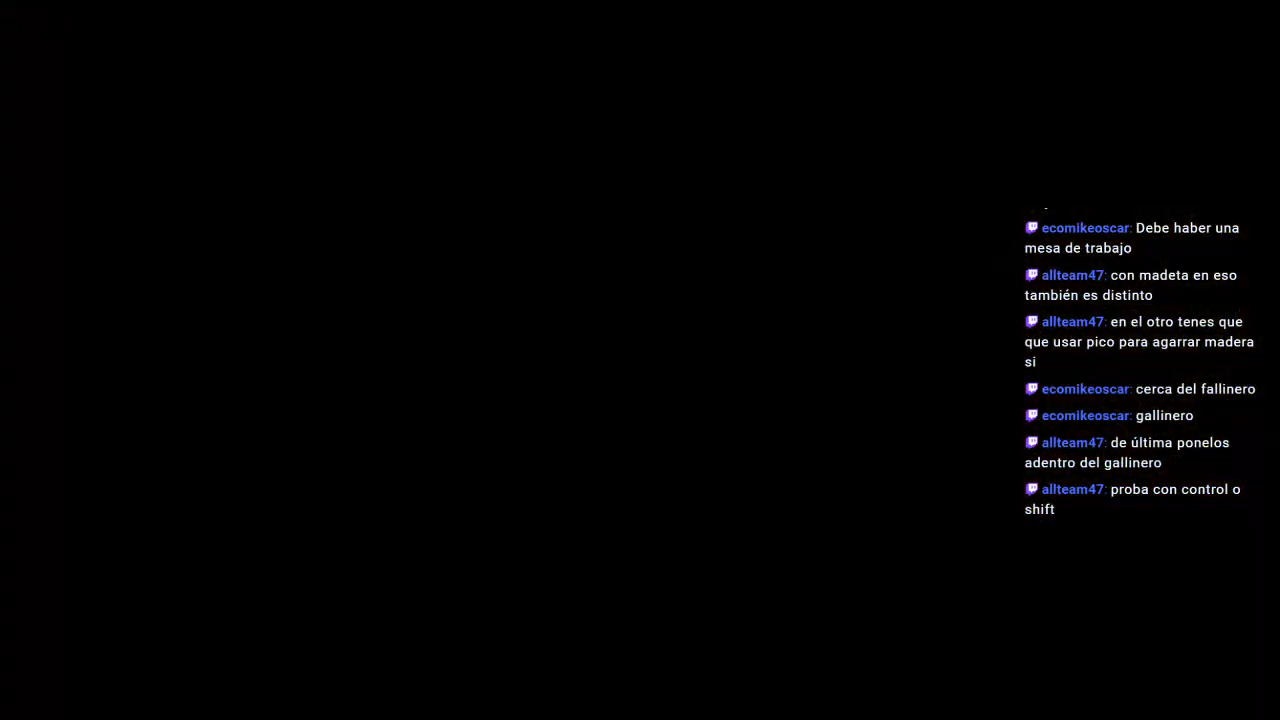 ecomikeoscar: Debe haber una
mesa de trabajo
allteam47: con madeta en eso
también es distinto
allteam47: en el otro tenes que
que usar pico para agarrar madera
si
ecomikeoscar: cerca del fallinero
ecomikeoscar: gallinero
allteam47: de última ponelos
adentro del gallinero
allteam47: proba con control o
shift